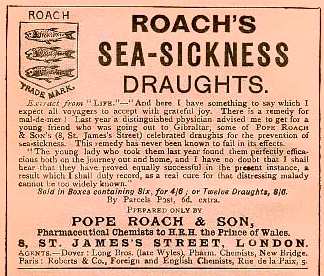 ROACH
TRADE MARK.
ROACH'S
SEA-SICKNESS
DRAUGHTS.
Extract from "LIFE."—"And here I have something to say which I
expect all voyagers to accept with grateful joy. There is a remedy for
mal-de-mer! Last year a distinguished physician advised me to get for a
young friend who was going out to Gibraltar, some of POPE ROACH
& SON'S (8, St. James's Street) celebrated draughts for the prevention of
sea-sickness. This remedy has never been known to fail in its effects.
"The young lady who took them last year found them perfectly effica-
cious both on the journey out and home, and I have no doubt that I shall
hear that they have proved equally successful in the present instance, a
result which I shall duly record, as a real cure for that distressing malady
cannot be too widely known."
Sold in Boxes containing Six, for 4/6; or Twelve Draughts, 8/6.
By Parcels Post, 6d. extra.
PREPARED ONLY BY
POPE ROACH & SON,
Pharmaceutical Chemists to H.R.H. the Prince of Wales.
8, ST. JAMES'S STREET, LONDON.
AGENTS.—Dover: Long Bros. (late Wyles), Pharm. Chemists, New Bridge.
Paris: Roberts & Co., Foreign and English Chemists, Rue de la Paix, 5.